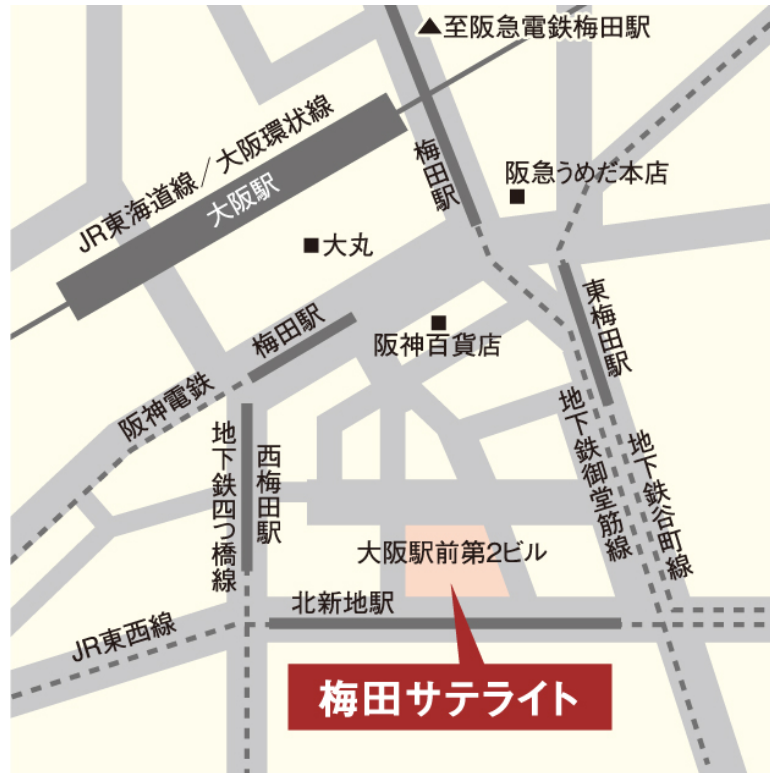 ▲至阪急電鉄梅田駅
JR東海道線/大阪環状線
大阪駅
梅田駅
阪急うめだ本店
大丸
東梅田駅
梅田駅
阪神百貨店
阪神電鉄
地下鉄四つ橋線
西梅田駅
地下鉄御堂筋線
地下鉄谷町線
大阪駅前第2ビル
北新地駅
JR東西線
梅田サテライト